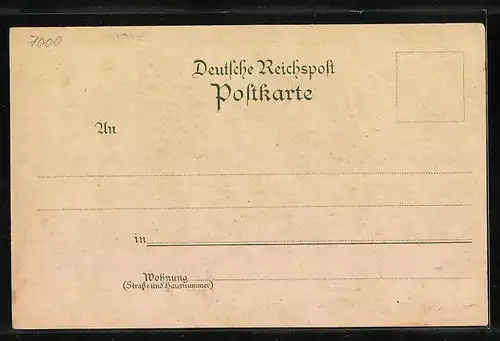 7000
Deutsche Reichspost
Postkarte
An
in
Wohnung
(Straße und Hausnummer)